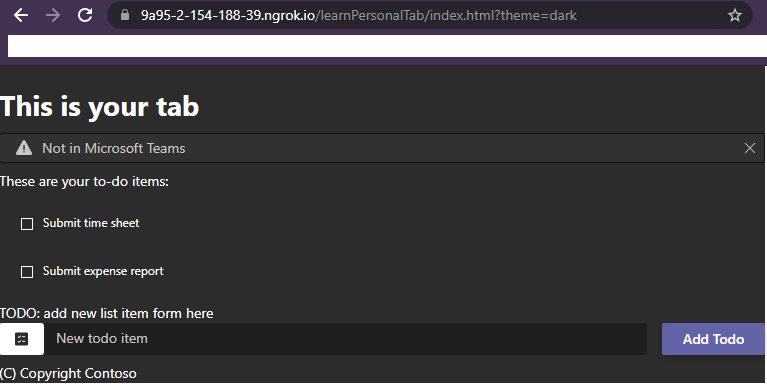 9a95-2-154-188-39.ngrok.io/learnPersonalTab/index.html?theme=dark
This is your tab
Not in Microsoft Teams
These are your to-do items:
Submit time sheet
Submit expense report
TODO: add new list item form here
New todo item Add Todo
(C) Copyright Contoso